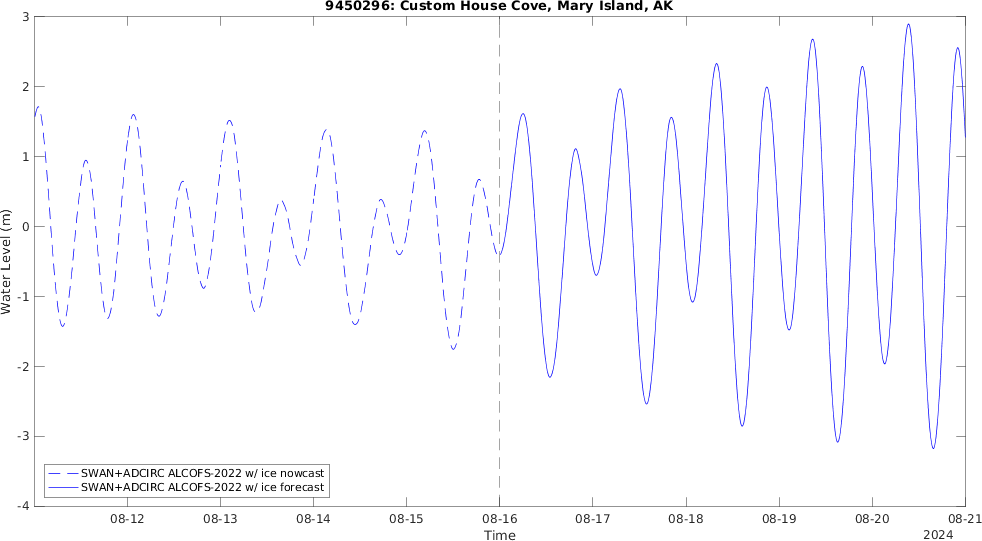 9450296: Custom House Cove, Mary Island, AK
3
2
1
0
-1
-2
-3
-4
Water Level (m)
SWAN+ADCIRC ALCOFS-2022 w/ ice nowcast
SWAN+ADCIRC ALCOFS-2022 w/ ice forecast
08-12 08-13 08-14 08-15 08-16 08-17 08-18 08-19 08-20 08-21
Time
2024